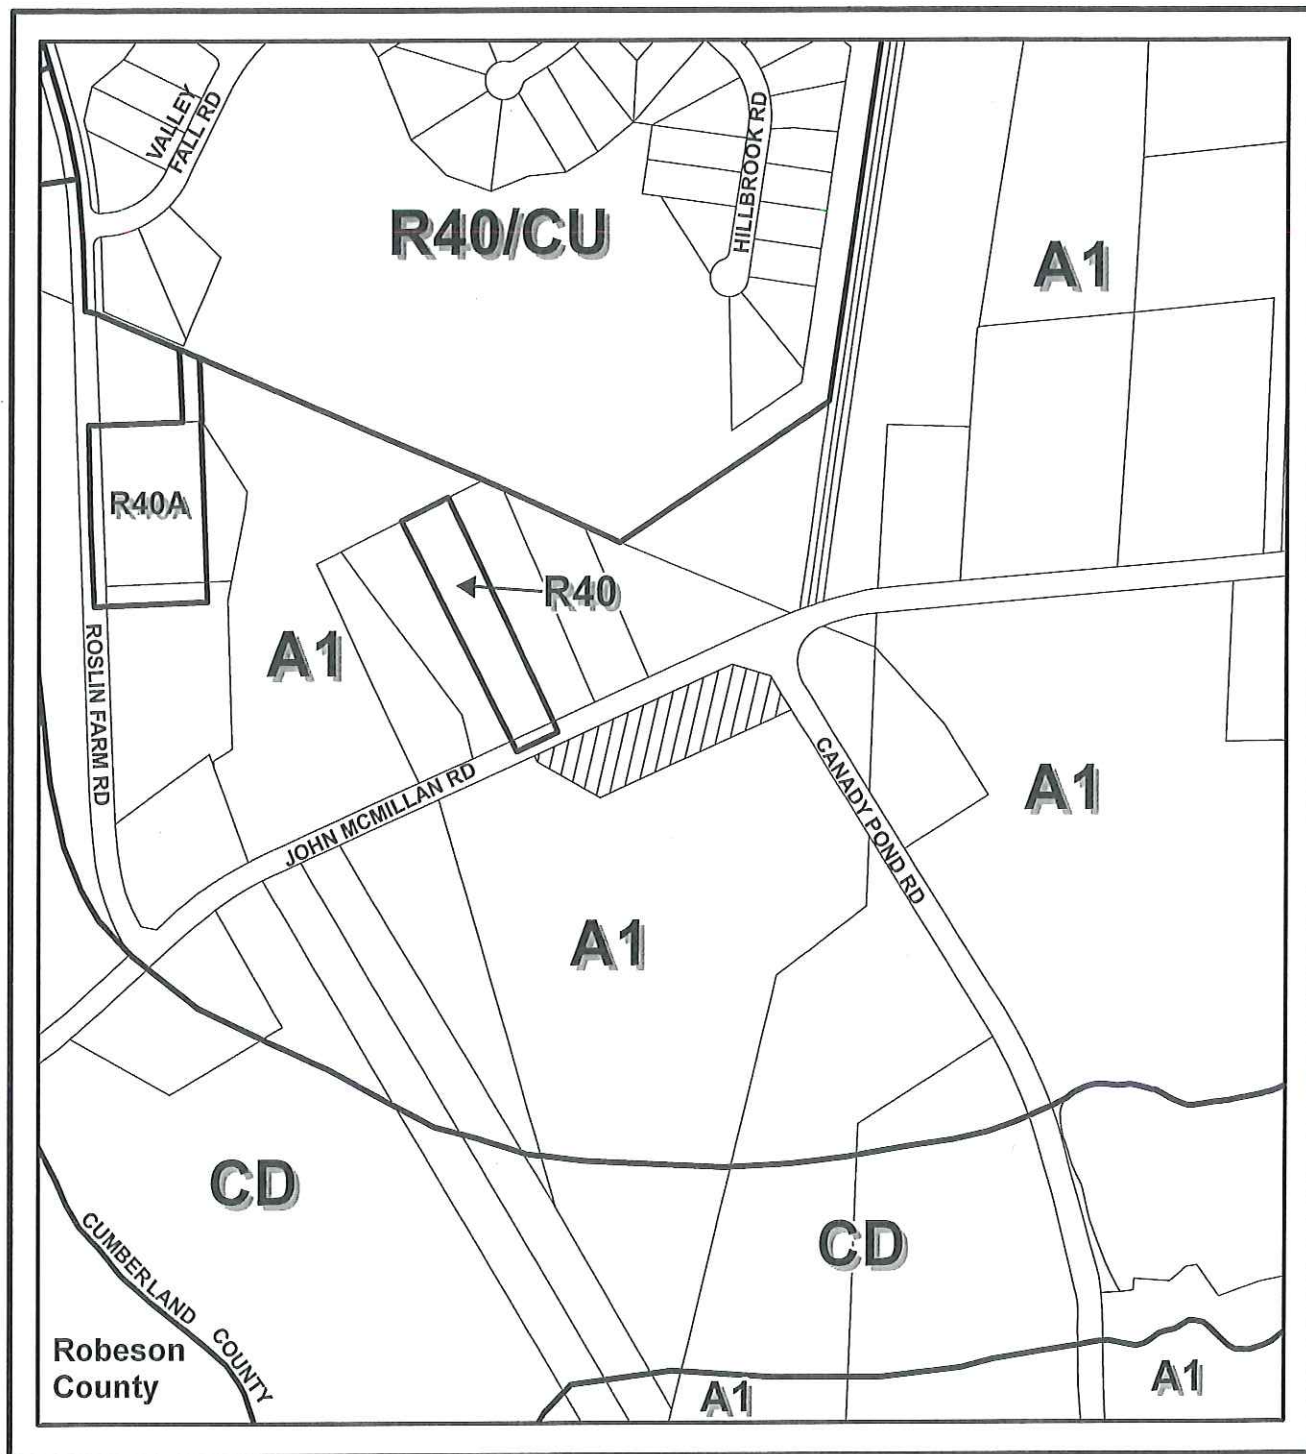 VALLEY
FALL RD
HILLBROOK RD
R40/CU
A1
R40A
R40
A1
ROSLIN FARM RD
JOHN MCMILLAN RD
CANADY POND RD
A1
A1
CD
CD
CUMBERLAND COUNTY
Robeson
County
A1
A1